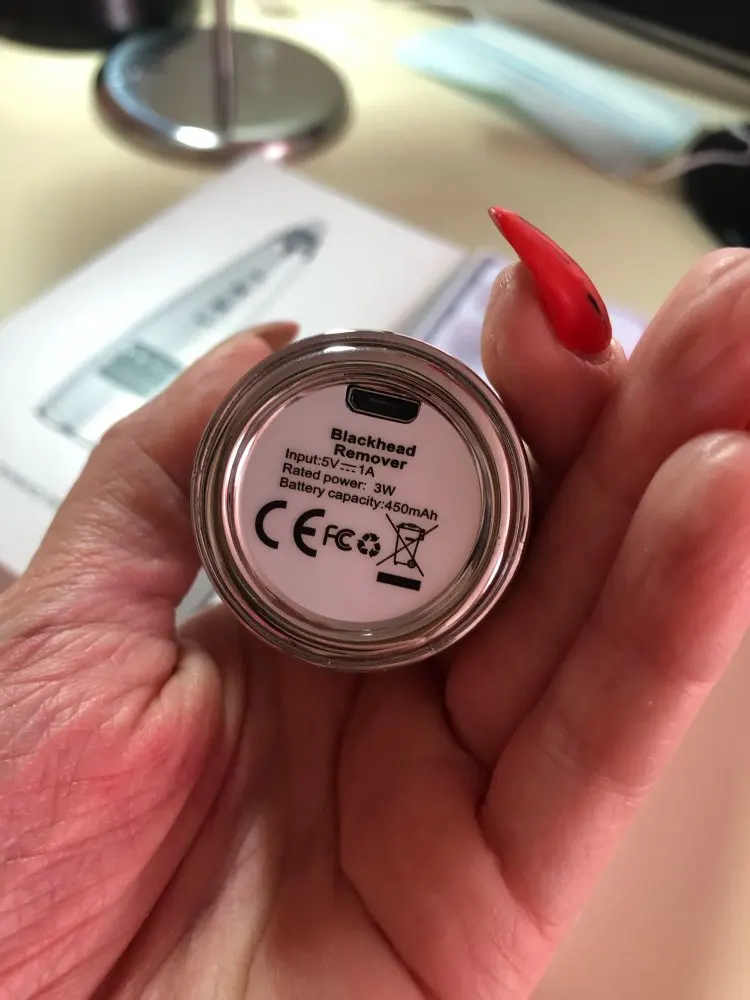 Blackhead
Remover
Input:5V⎓1A
Rated power: 3W
Battery capacity:450mAh
CE FC